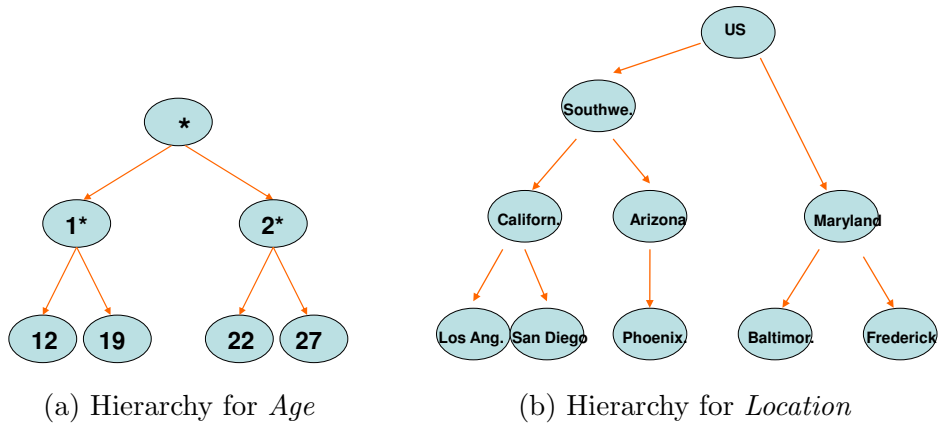 *
1*
2*
12
19
22
27
(a) Hierarchy for Age
US
Southwe.
Californ.
Arizona
Maryland
Los Ang.
San Diego
Phoenix.
Baltimor.
Frederick
(b) Hierarchy for Location